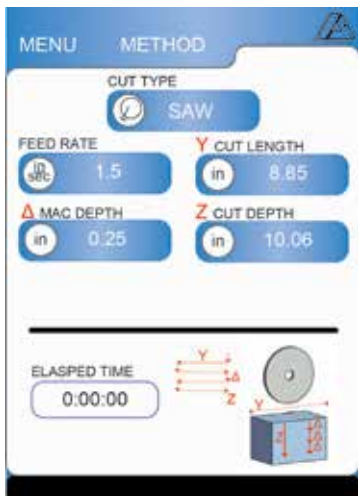 MENU METHOD
CUT TYPE
SAW
FEED RATE
in
sec
1.5
Y CUT LENGTH
in 8.85
Δ MAC DEPTH
in 0.25
Z CUT DEPTH
in 10.06
ELASPED TIME
0:00:00
Y
Δ
Z
Y
Z
Δ
Δ
Δ